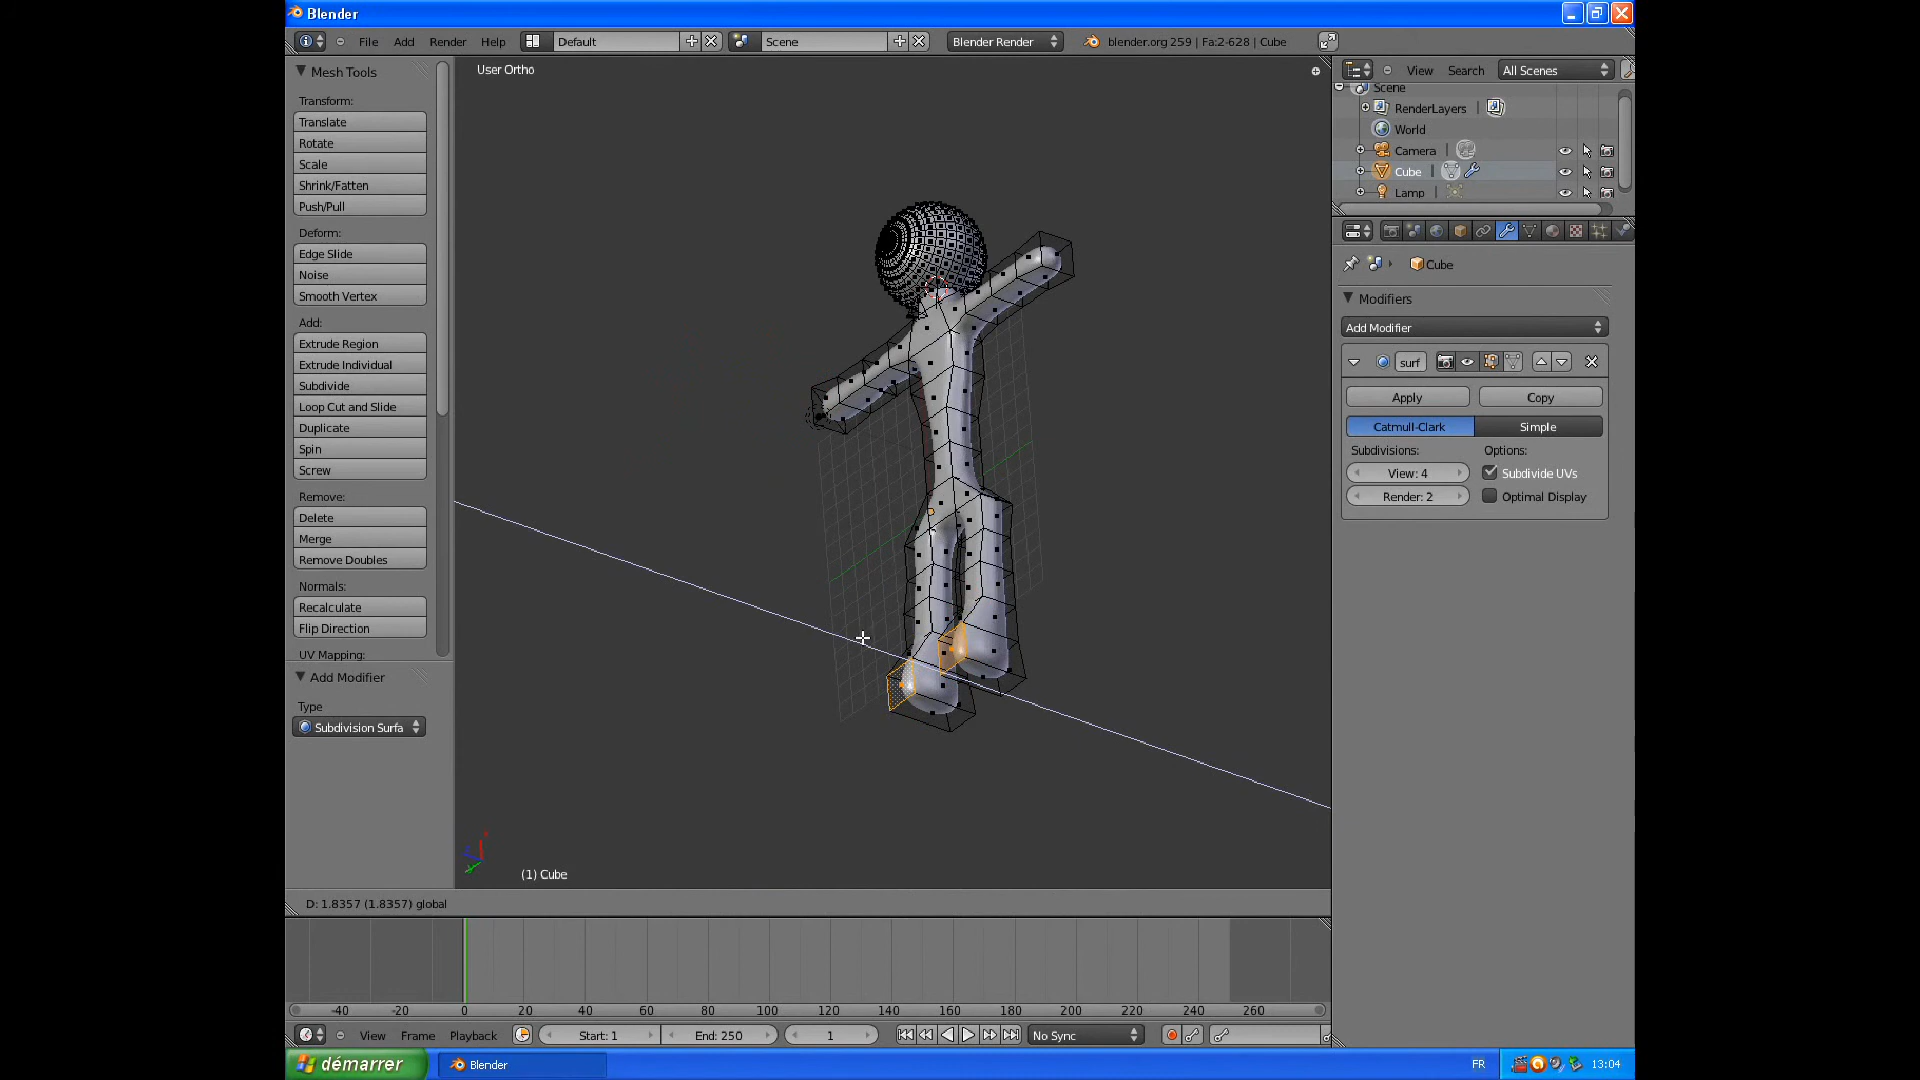 Blender
File Add Render Help Default Scene Blender Render blender.org 259 | Fa:2-628 | Cube
Mesh Tools
Transform:
Translate
Rotate
Scale
Shrink/Fatten
Push/Pull
Deform:
Edge Slide
Noise
Smooth Vertex
Add:
Extrude Region
Extrude Individual
Subdivide
Loop Cut and Slide
Duplicate
Spin
Screw
Remove:
Delete
Merge
Remove Doubles
Normals:
Recalculate
Flip Direction
UV Mapping:
Add Modifier
Type
Subdivision Surfa
User Ortho
(1) Cube
D: 1.8357 (1.8357) global
View Search All Scenes
Scene
RenderLayers
World
Camera
Cube
Lamp
Cube
Modifiers
Add Modifier
surf
Apply Copy
Catmull-Clark Simple
Subdivisions: Options:
View: 4 Subdivide UVs
Render: 2 Optimal Display
-40 -20 0 20 40 60 80 100 120 140 160 180 200 220 240 260
View Frame Playback Start: 1 End: 250 1 No Sync
démarrer Blender FR 13:04